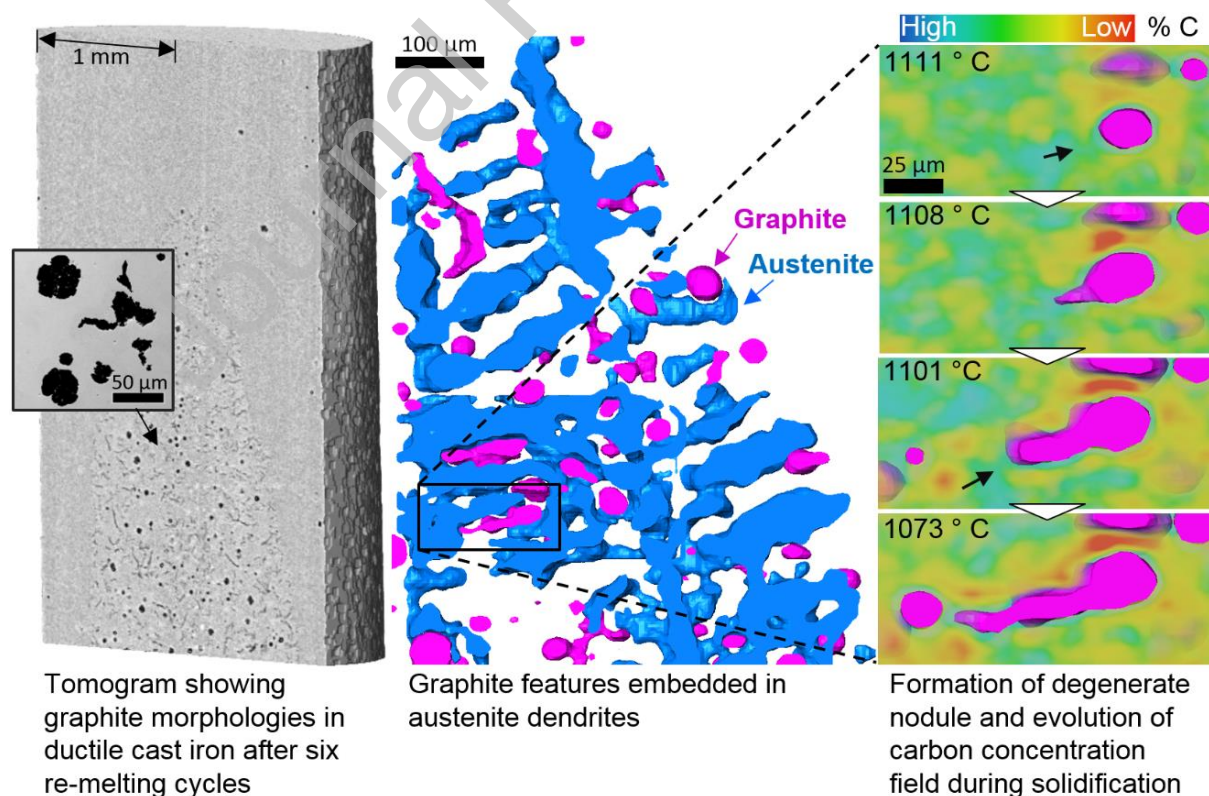 1 mm
50 µm
Tomogram showing
graphite morphologies in
ductile cast iron after six
re-melting cycles
100 µm
Graphite
Austenite
Graphite features embedded in
austenite dendrites
High Low % C
1111 ° C
25 µm
1108 ° C
1101 ° C
1073 ° C
Formation of degenerate
nodule and evolution of
carbon concentration
field during solidification